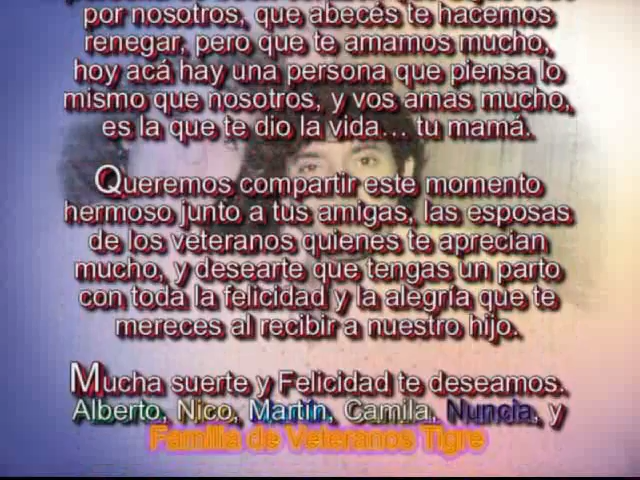 por nosotros, que abecés te hacemos
renegar, pero que te amamos mucho,
hoy acá hay una persona que piensa lo
mismo que nosotros, y vos amas mucho,
es la que te dio la vida... tu mamá.
Queremos compartir este momento
hermoso junto a tus amigas, las esposas
de los veteranos quienes te aprecian
mucho, y desearte que tengas un parto
con toda la felicidad y la alegría que te
mereces al recibir a nuestro hijo.
Mucha suerte y Felicidad te deseamos.
Alberto, Nico, Martín, Camila, Nuncia, y
Familia de Veteranos Tigre